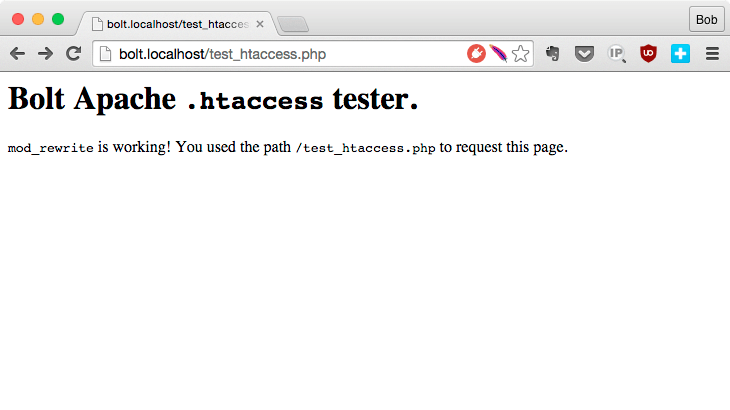 bolt.localhost/test_htacces
Bob
bolt.localhost/test_htaccess.php
IP
Bolt Apache .htaccess tester.
mod_rewrite is working! You used the path /test_htaccess.php to request this page.